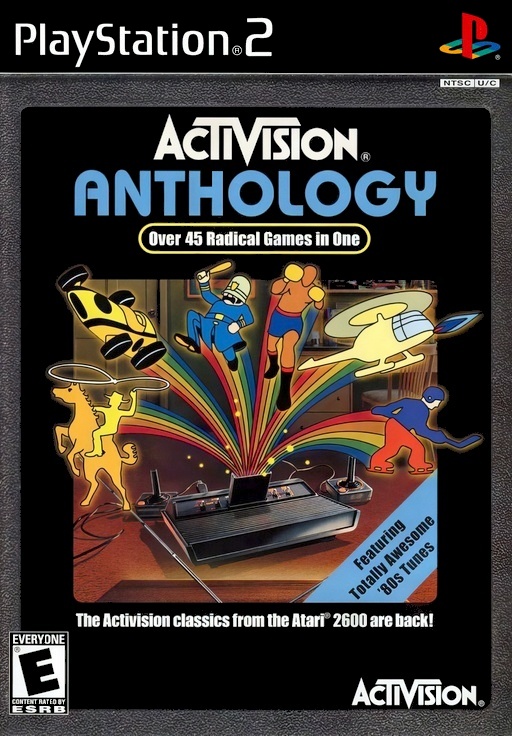 PlayStation®2
NTSC U/C
ACTIVISION®
ANTHOLOGY
Over 45 Radical Games in One
Featuring
Totally Awesome
'80s Tunes
The Activision classics from the Atari® 2600 are back!
EVERYONE
E
CONTENT RATED BY
ESRB
ACTIVISION®